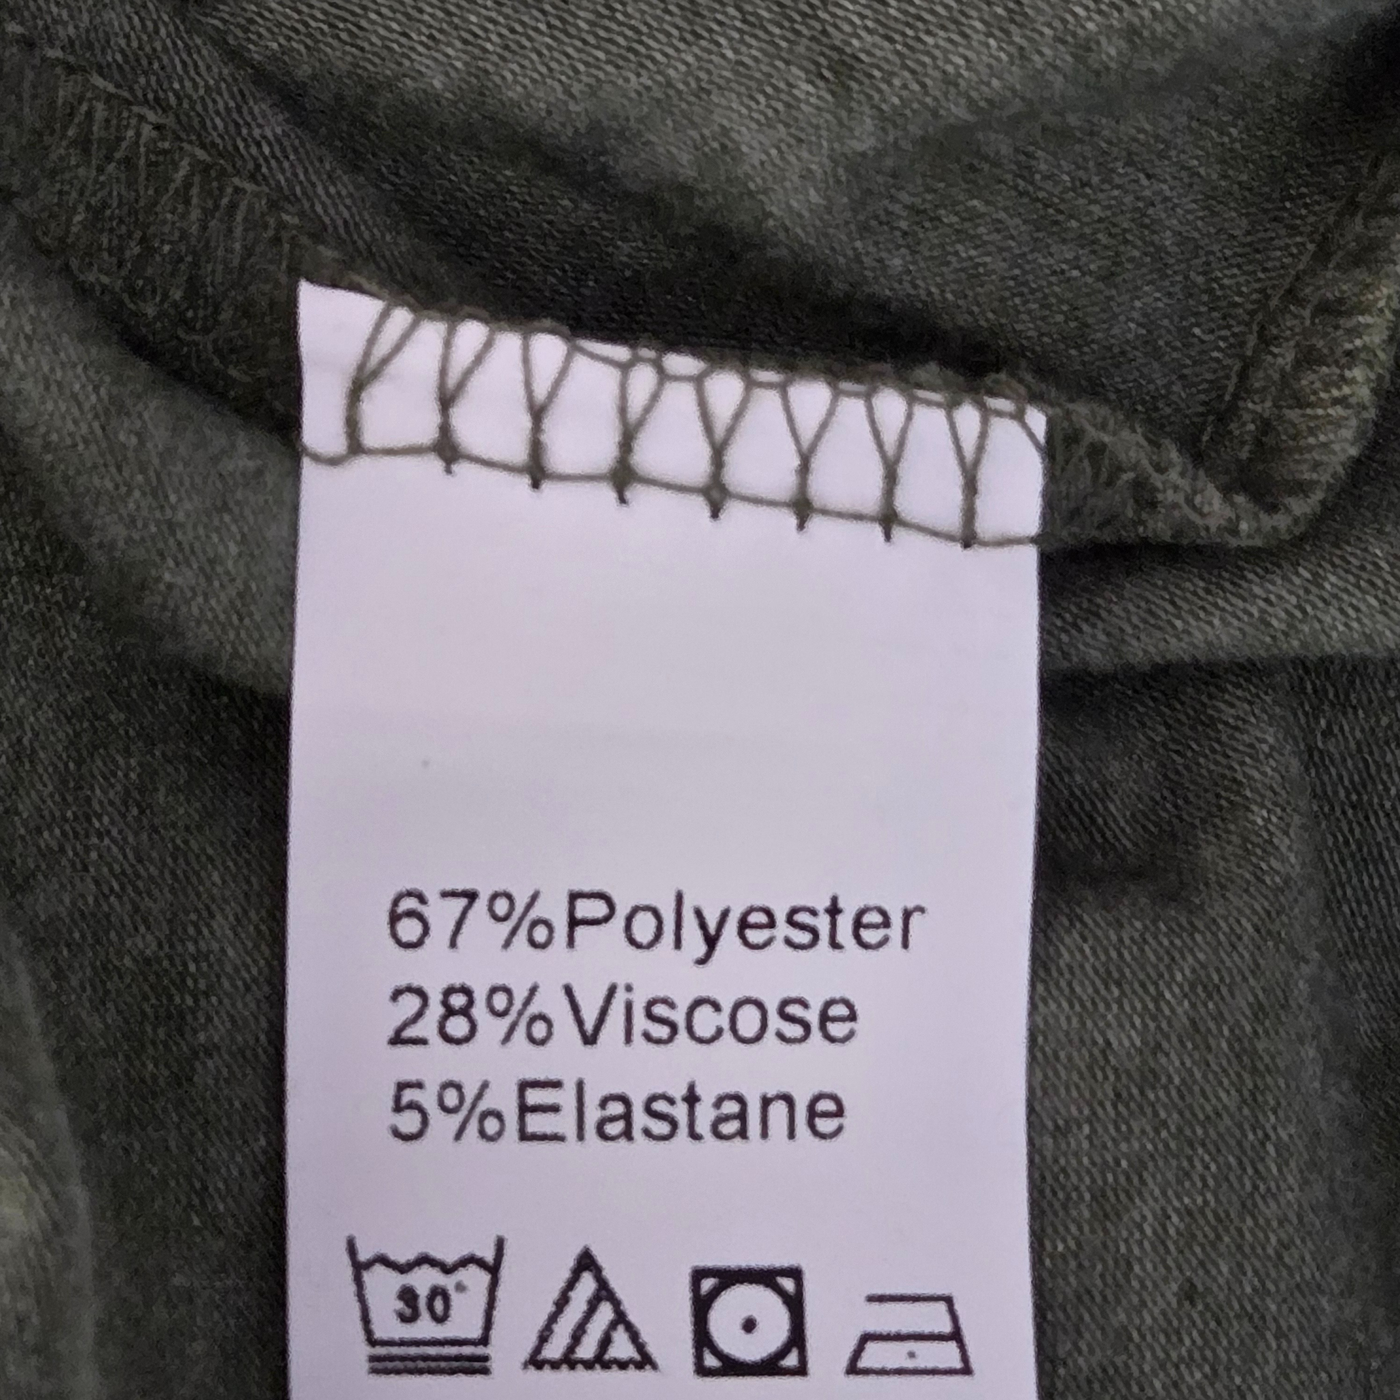 67%Polyester
28%Viscose
5%Elastane
30°